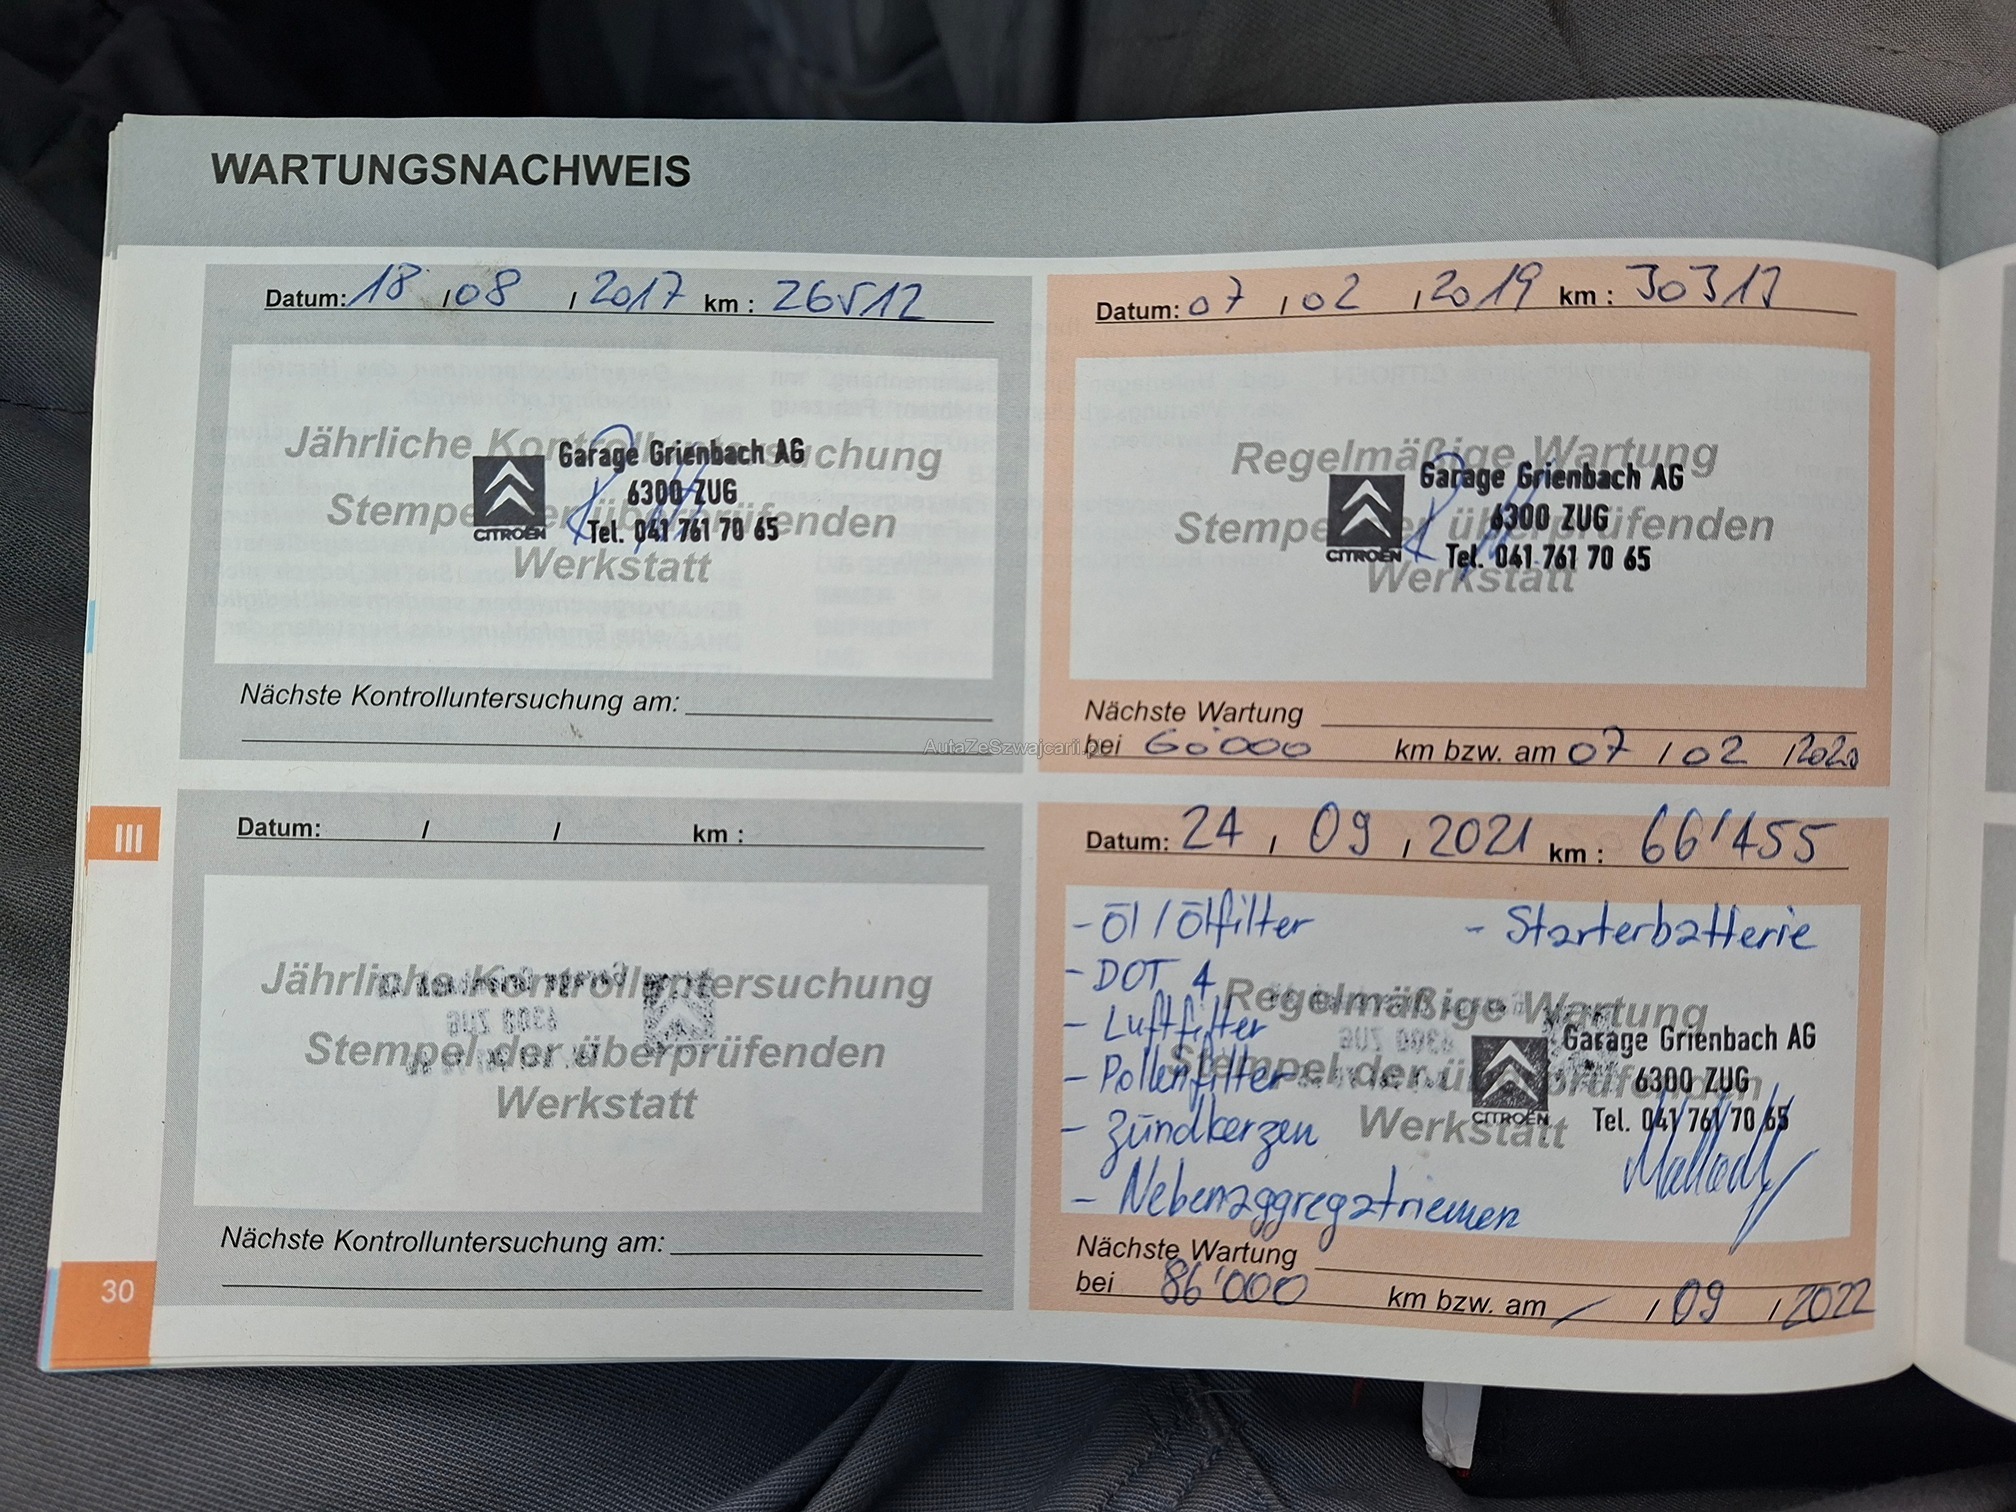 WARTUNGSNACHWEIS
Datum: 18 / 08 / 2017 km : 26512
Jährliche Kontrolluntersuchung
Stempel der überprüfenden
Werkstatt
Garage Grienbach AG
6300 ZUG
Tel. 041 761 70 65
CITROËN
Nächste Kontrolluntersuchung am:
Datum: 07 / 02 / 2019 km : 30313
Regelmäßige Wartung
Stempel der überprüfenden
Werkstatt
Garage Grienbach AG
6300 ZUG
Tel. 041 761 70 65
CITROËN
Nächste Wartung
bei 60'000 km bzw. am 07 / 02 / 2020
AutaZeSzwajcarii.pl
III
Datum: / / km :
Jährliche Kontrolluntersuchung
Stempel der überprüfenden
Werkstatt
Nächste Kontrolluntersuchung am:
Datum: 24 / 09 / 2021 km : 66'455
- Öl / Ölfilter - Starterbatterie
- DOT 4
- Luftfilter
- Pollenfilter
- Zündkerzen
- Nebenaggregatriemen
Regelmäßige Wartung
Stempel der überprüfenden
Werkstatt
Garage Grienbach AG
6300 ZUG
Tel. 041 761 70 65
CITROËN
Nächste Wartung
bei 86'000 km bzw. am / / 09 / 2022
30